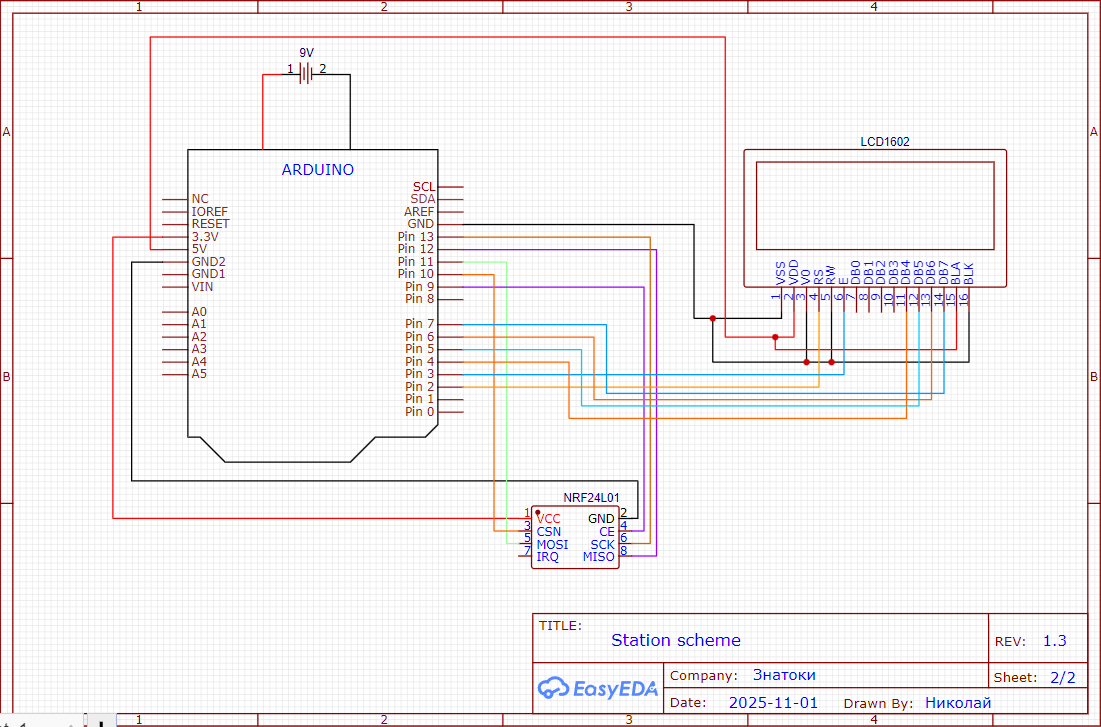 1 2 3 4
A A
B B
9V
1 2
ARDUINO
NC
IOREF
RESET
3.3V
5V
GND2
GND1
VIN
A0
A1
A2
A3
A4
A5
SCL
SDA
AREF
GND
Pin 13
Pin 12
Pin 11
Pin 10
Pin 9
Pin 8
Pin 7
Pin 6
Pin 5
Pin 4
Pin 3
Pin 2
Pin 1
Pin 0
LCD1602
VSS VDD V0 RS RW E DB0 DB1 DB2 DB3 DB4 DB5 DB6 DB7 BLA BLK
1 2 3 4 5 6 7 8 9 10 11 12 13 14 15 16
NRF24L01
1 VCC GND 2
3 CSN CE 4
5 MOSI SCK 6
7 IRQ MISO 8
TITLE:
Station scheme
REV: 1.3
EasyEDA
Company: Знатоки
Sheet: 2/2
Date: 2025-11-01 Drawn By: Николай
1 2 3 4